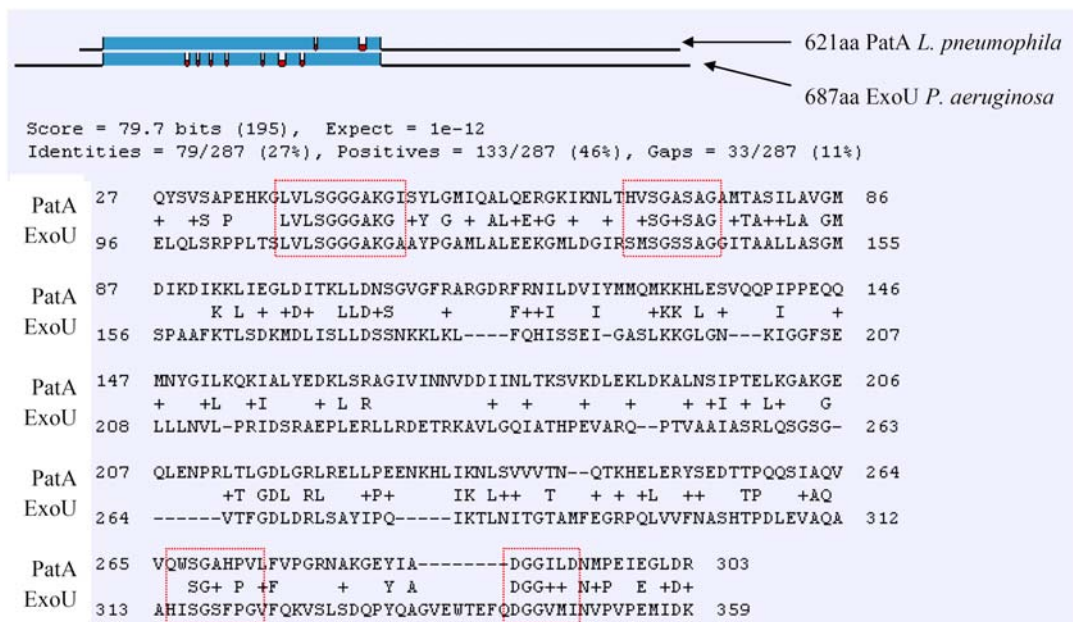 621aa PatA L. pneumophila
687aa ExoU P. aeruginosa
Score = 79.7 bits (195), Expect = 1e-12
Identities = 79/287 (27%), Positives = 133/287 (46%), Gaps = 33/287 (11%)
PatA 27 QYSVSAPEHKGLVLSGGGAKGISYLGMIQALQERGKIKNLTHVSGASAGAMTASILAVGM 86
+ +S P LVLSGGGAKG +Y G + AL+E+G + + +SG+SAG +TA++LA GM
ExoU 96 ELQLSRPPLTSLVLSGGGAKGAAYPGAMLALEEKGMLDGIRSMSGSSAGGITAALLASGM 155
PatA 87 DIKDIKKLIEGLDITKLLDNSGVGFRARGDRFRNILDVIYMMQMKKHLESVQQPIPPEQQ 146
K L + +D+ LLD+S + F++I I +KK L + I +
ExoU 156 SPAAFKTLSDKMDLISLLDSSNKKLKL----FQHISSEI-GASLKKGLGN---KIGGFSE 207
PatA 147 MNYGILKQKIALYEDKLSRAGIVINNVDDIINLTKSVKDLEKLDKALNSIPTELKGAKGE 206
+ +L +I + L R + + + + + +I + L+ G
ExoU 208 LLLNVL-PRIDSRAEPLERLLRDETRKAVLGQIATHPEVARQ--PTVAAIASRLQSGSG- 263
PatA 207 QLENPRLTLGDLGRLRELLPEENKHLIKNLSVVVTN--QTKHELERYSEDTTPQQSIAQV 264
+T GDL RL +P+ IK L++ T + + +L ++ TP +AQ
ExoU 264 ------VTFGDLDRLSAYIPQ-----IKTLNITGTAMFEGRPQLVVFNASHTPDLEVAQA 312
PatA 265 VQWSGAHPVLFVPGRNAKGEYIA--------DGGILDNMPEIEGLDR 303
SG+ P +F + Y A DGG++ N+P E +D+
ExoU 313 AHISGSFPGVFQKVSLSDQPYQAGVEWTEFQDGGVMINVPVPEMIDK 359